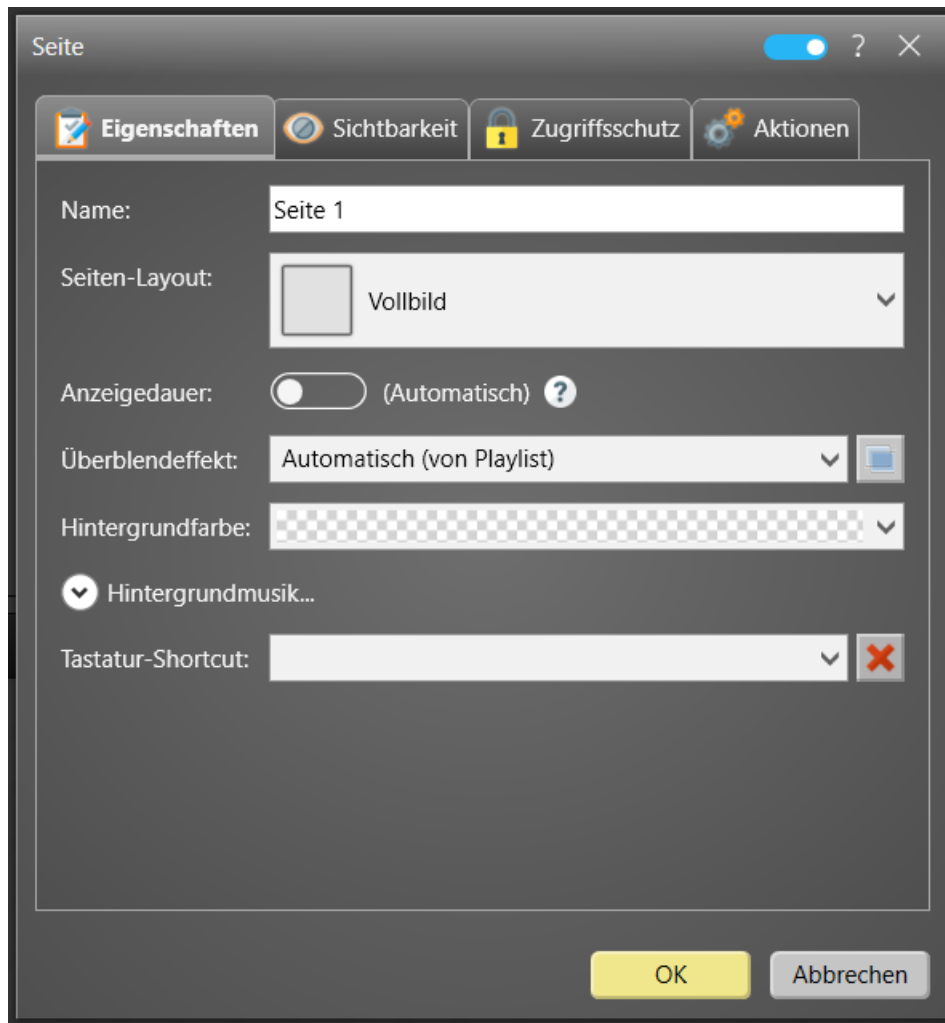 Seite ?
Eigenschaften Sichtbarkeit Zugriffsschutz Aktionen
Name: Seite 1
Seiten-Layout: Vollbild
Anzeigedauer: (Automatisch) ?
Überblendeffekt: Automatisch (von Playlist)
Hintergrundfarbe:
Hintergrundmusik...
Tastatur-Shortcut:
OK Abbrechen